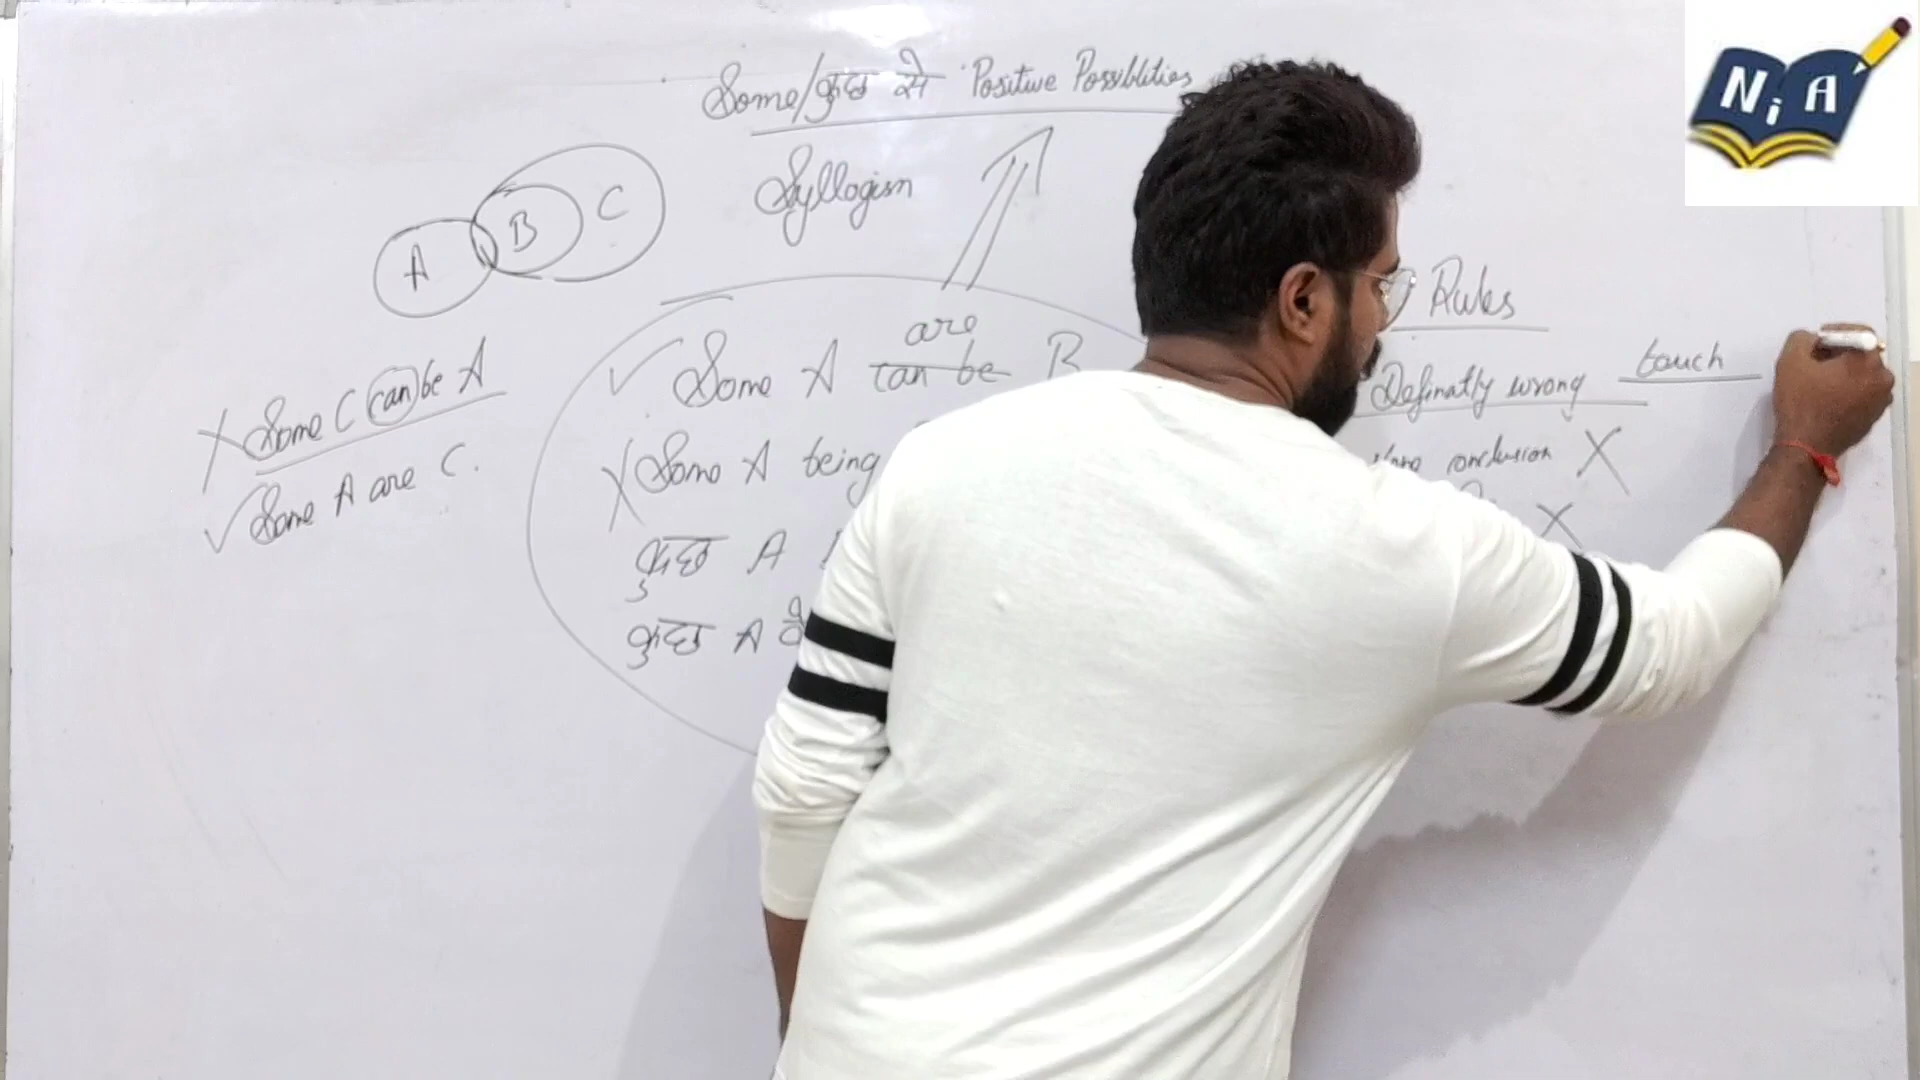 Some/कुछ से Positive Possiblities
Syllogism
A B C
Some C can be A
Some A are C.
are
Some A can be B
Some A being
कुछ A
कुछ A के
Rules
Definatly wrong touch
conclusion X
X
NiA